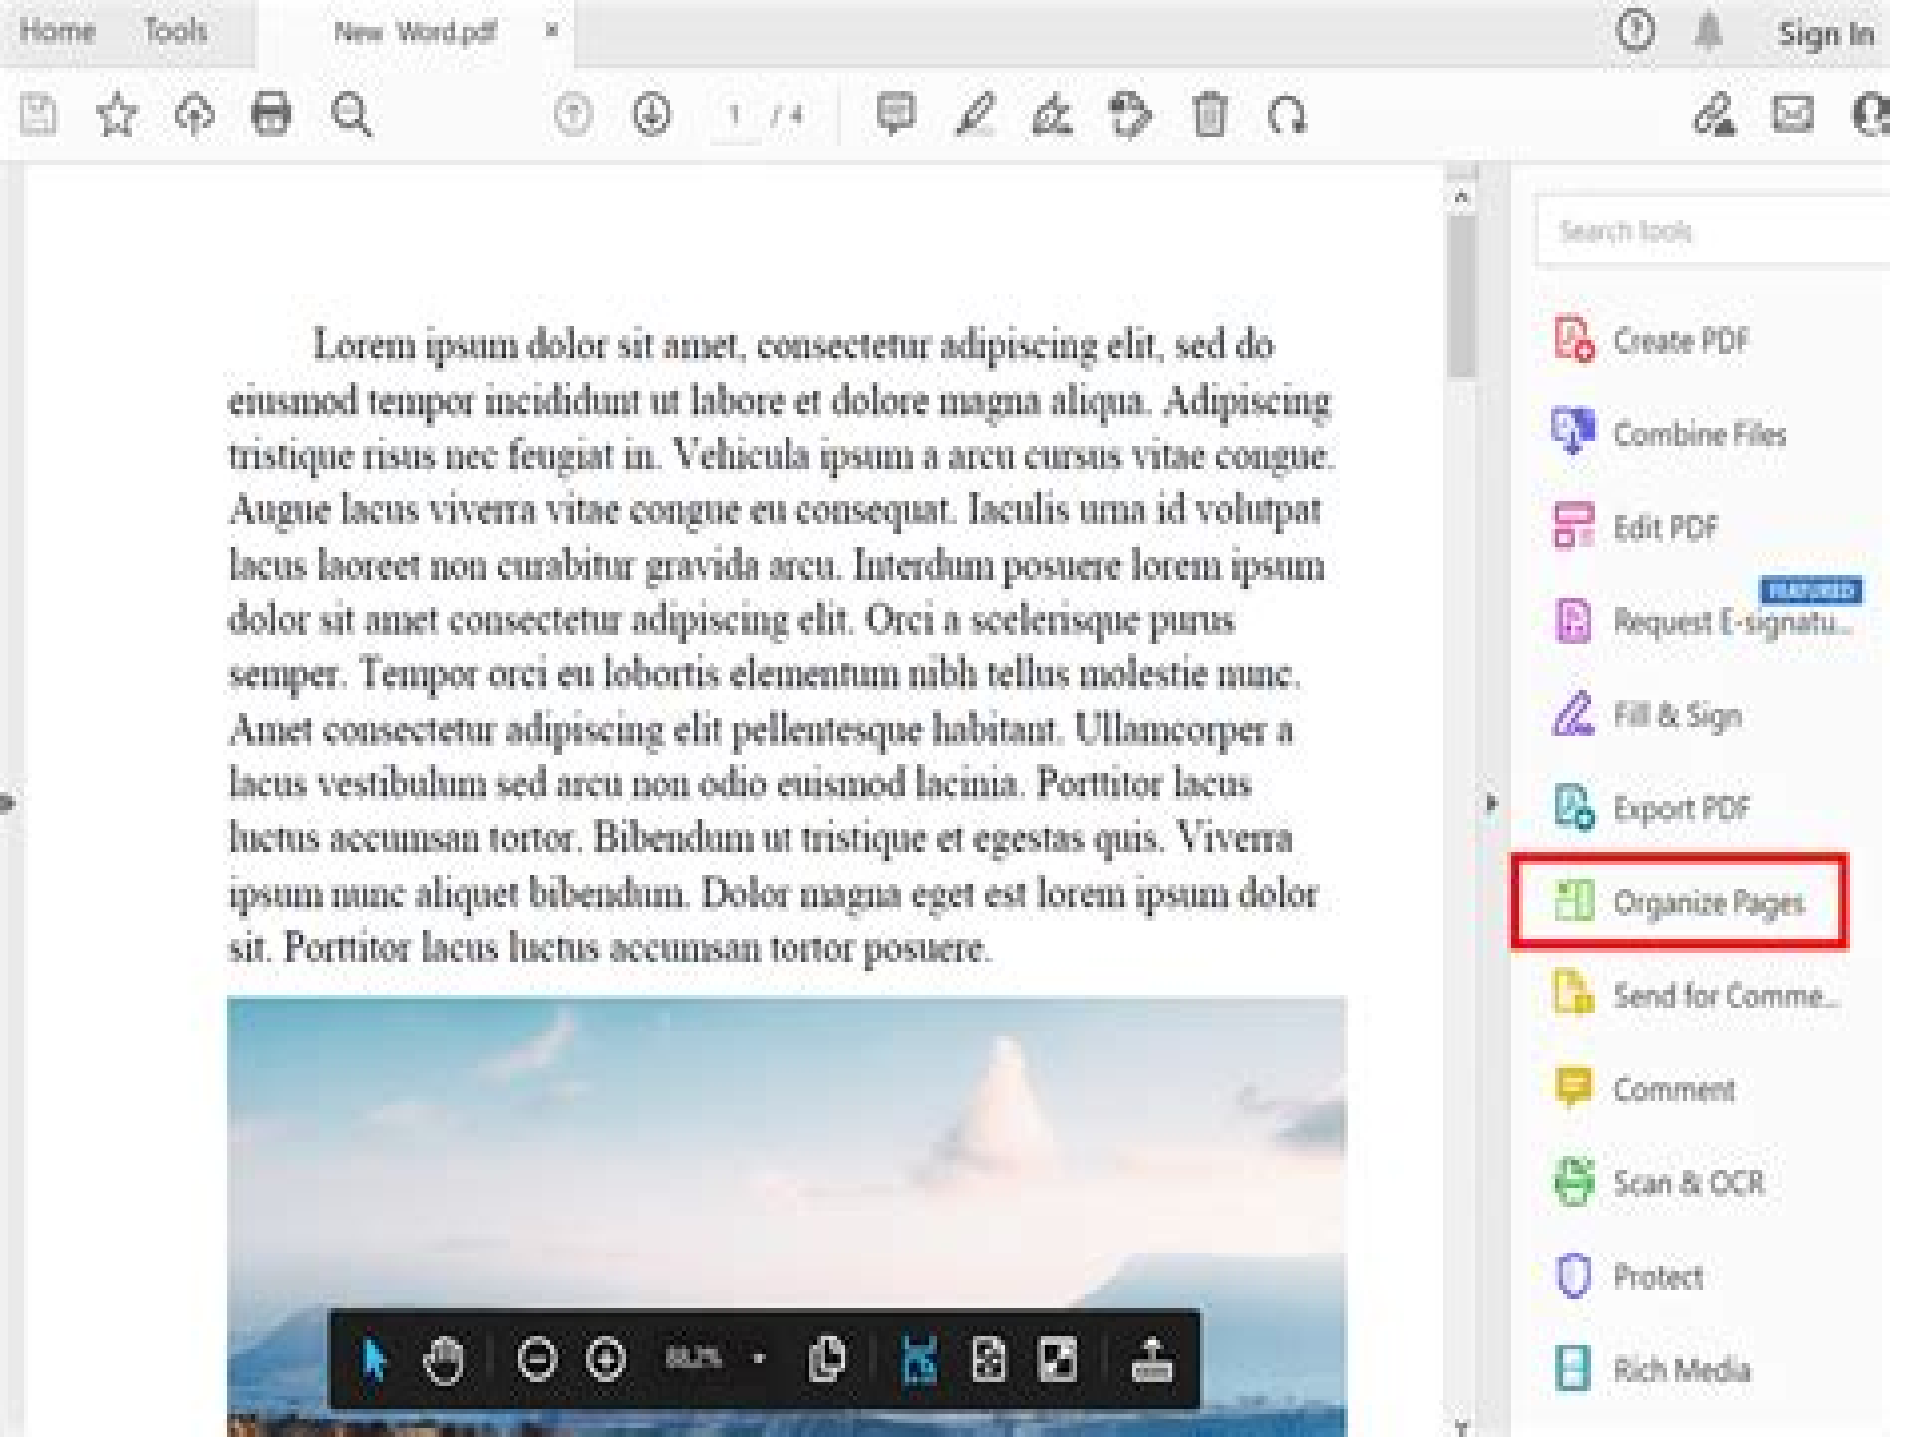 Home Tools New Word.pdf × Sign In
1 / 4
Search tools
Lorem ipsum dolor sit amet, consectetur adipiscing elit, sed do
eiusmod tempor incididunt ut labore et dolore magna aliqua. Adipiscing
tristique risus nec feugiat in. Vehicula ipsum a arcu cursus vitae congue.
Augue lacus viverra vitae congue eu consequat. Iaculis urna id volutpat
lacus laoreet non curabitur gravida arcu. Interdum posuere lorem ipsum
dolor sit amet consectetur adipiscing elit. Orci a scelerisque purus
semper. Tempor orci eu lobortis elementum nibh tellus molestie nunc.
Amet consectetur adipiscing elit pellentesque habitant. Ullamcorper a
lacus vestibulum sed arcu non odio euismod lacinia. Porttitor lacus
luctus accumsan tortor. Bibendum ut tristique et egestas quis. Viverra
ipsum nunc aliquet bibendum. Dolor magna eget est lorem ipsum dolor
sit. Porttitor lacus luctus accumsan tortor posuere.
Create PDF
Combine Files
Edit PDF
FEATURED
Request E-signatu...
Fill & Sign
Export PDF
Organize Pages
Send for Comme...
Comment
Scan & OCR
Protect
Rich Media